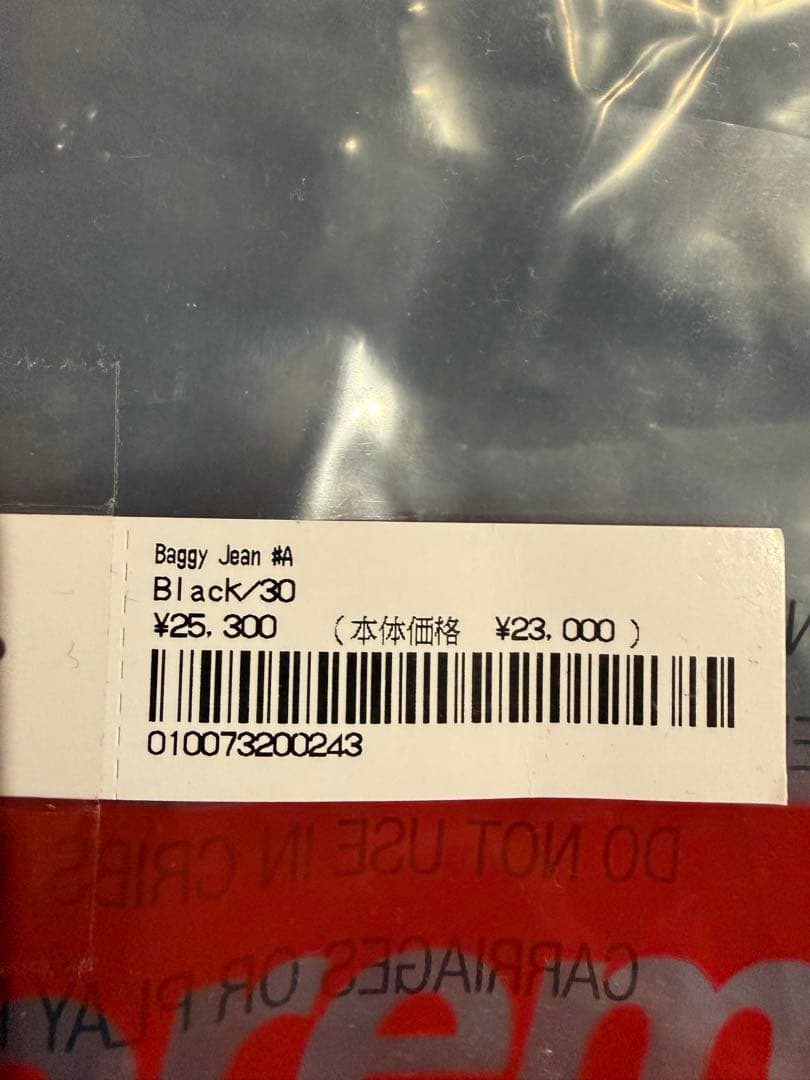 Baggy Jean #A
Black/30
¥25,300 (本体価格 ¥23,000)
010073200243
DO NOT USE IN CRIBS
CARRIAGES OR PLAY
prem